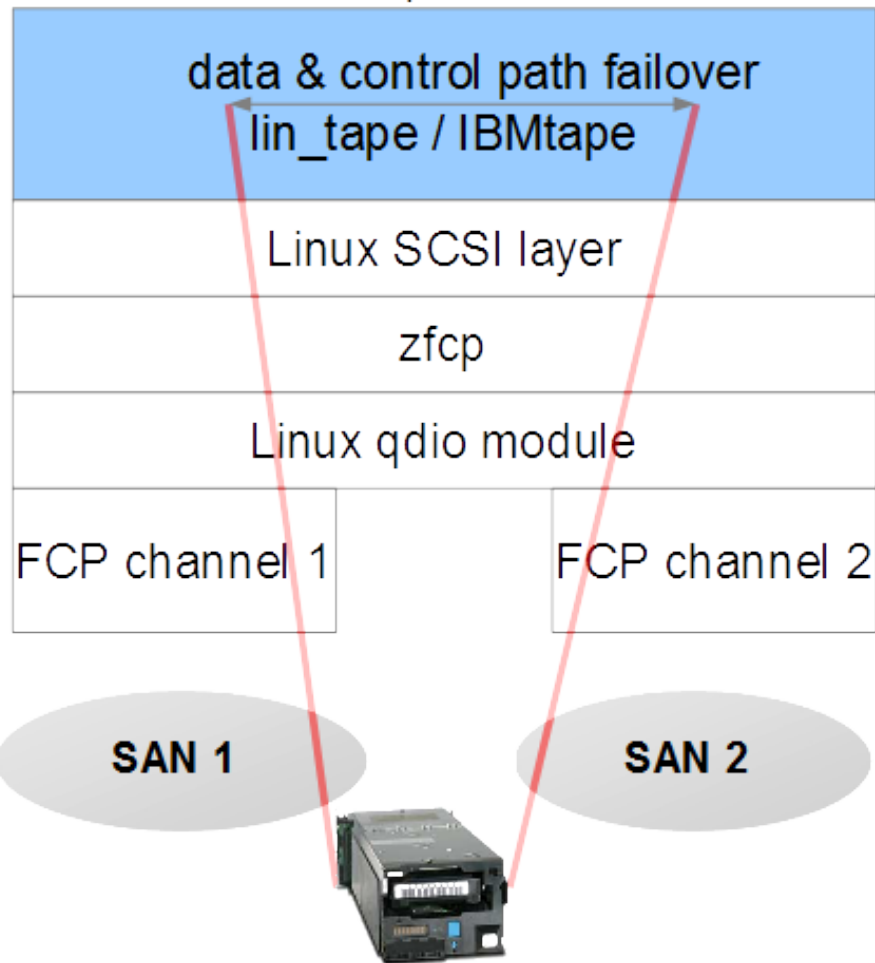 data & control path failover
lin_tape / IBMtape
Linux SCSI layer
zfcp
Linux qdio module
FCP channel 1
FCP channel 2
SAN 1
SAN 2